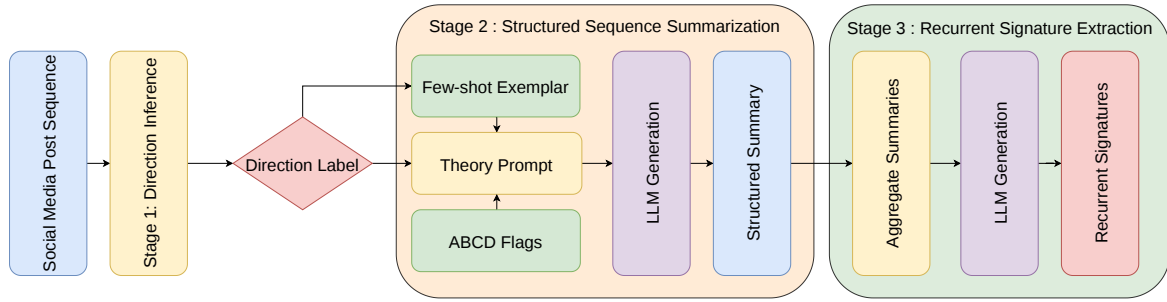 Social Media Post Sequence
Stage 1: Direction Inference
Direction Label
Stage 2 : Structured Sequence Summarization
Few-shot Exemplar
Theory Prompt
ABCD Flags
LLM Generation
Structured Summary
Stage 3 : Recurrent Signature Extraction
Aggregate Summaries
LLM Generation
Recurrent Signatures